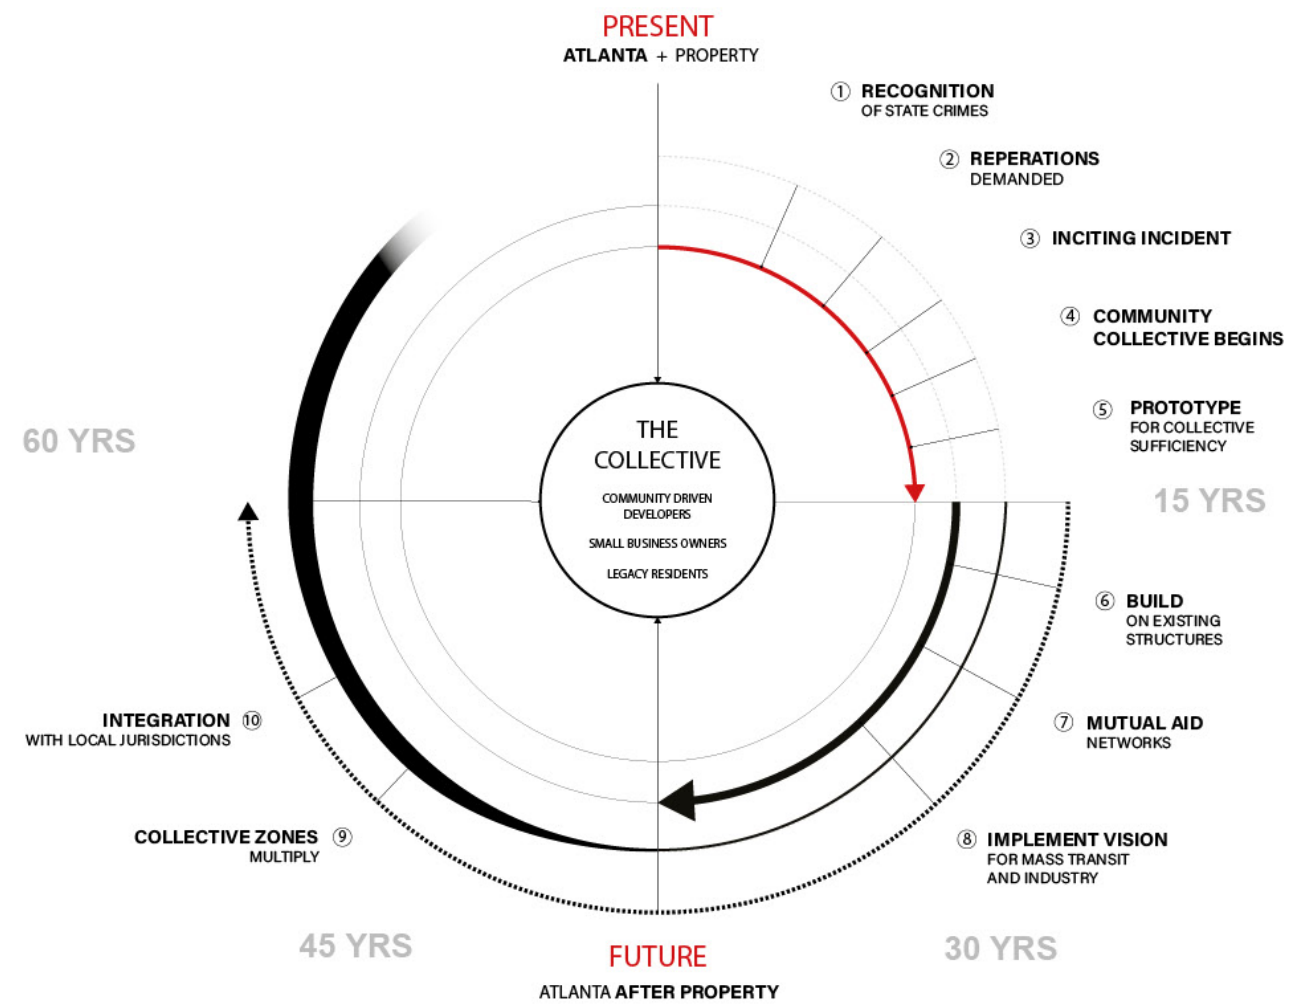 PRESENT
ATLANTA + PROPERTY
① RECOGNITION
OF STATE CRIMES
② REPERATIONS
DEMANDED
③ INCITING INCIDENT
④ COMMUNITY
COLLECTIVE BEGINS
⑤ PROTOTYPE
FOR COLLECTIVE
SUFFICIENCY
15 YRS
THE
COLLECTIVE
COMMUNITY DRIVEN
DEVELOPERS
SMALL BUSINESS OWNERS
LEGACY RESIDENTS
⑥ BUILD
ON EXISTING
STRUCTURES
⑦ MUTUAL AID
NETWORKS
⑧ IMPLEMENT VISION
FOR MASS TRANSIT
AND INDUSTRY
30 YRS
FUTURE
ATLANTA AFTER PROPERTY
45 YRS
COLLECTIVE ZONES ⑨
MULTIPLY
INTEGRATION ⑩
WITH LOCAL JURISDICTIONS
60 YRS